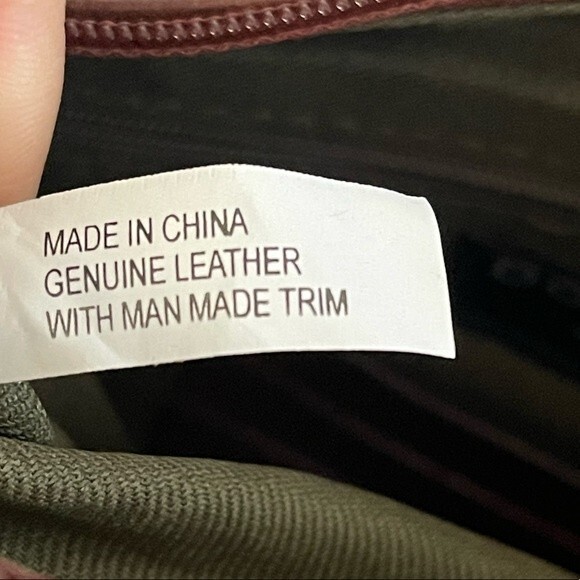 MADE IN CHINA
GENUINE LEATHER
WITH MAN MADE TRIM